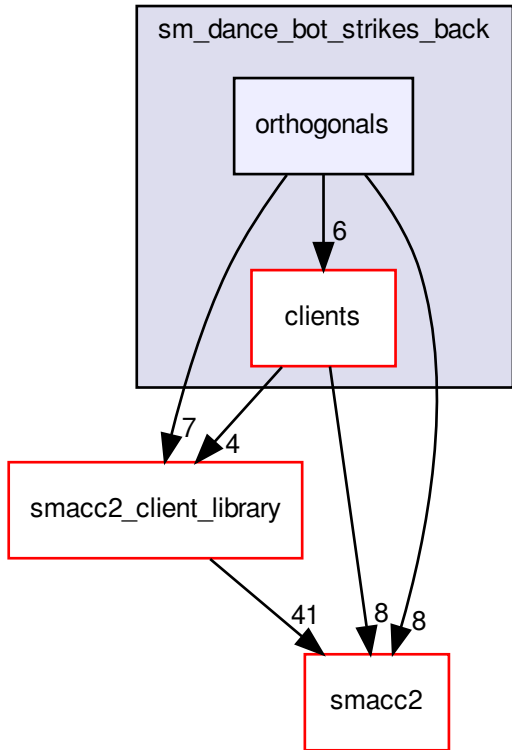 sm_dance_bot_strikes_back
orthogonals
6
clients
7
4
smacc2_client_library
41
8
8
smacc2